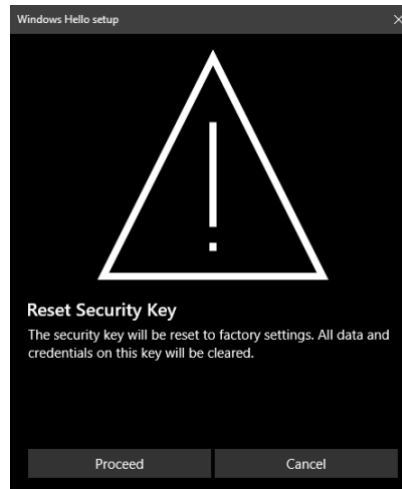 Windows Hello setup
Reset Security Key
The security key will be reset to factory settings. All data and
credentials on this key will be cleared.
Proceed
Cancel